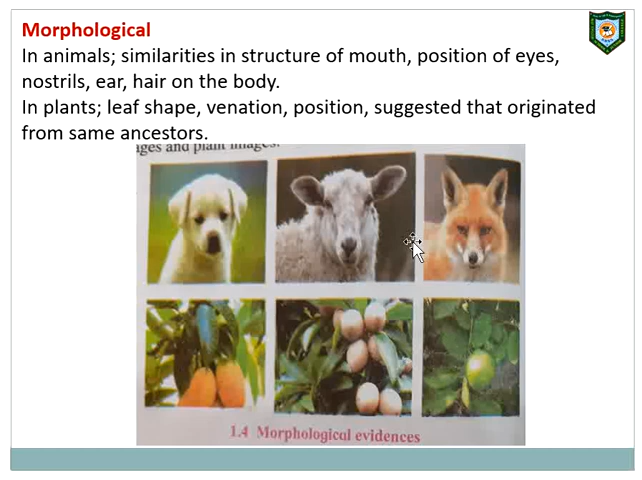 Morphological
In animals; similarities in structure of mouth, position of eyes,
nostrils, ear, hair on the body.
In plants; leaf shape, venation, position, suggested that originated
from same ancestors.
ages and plant images.
1.4 Morphological evidences